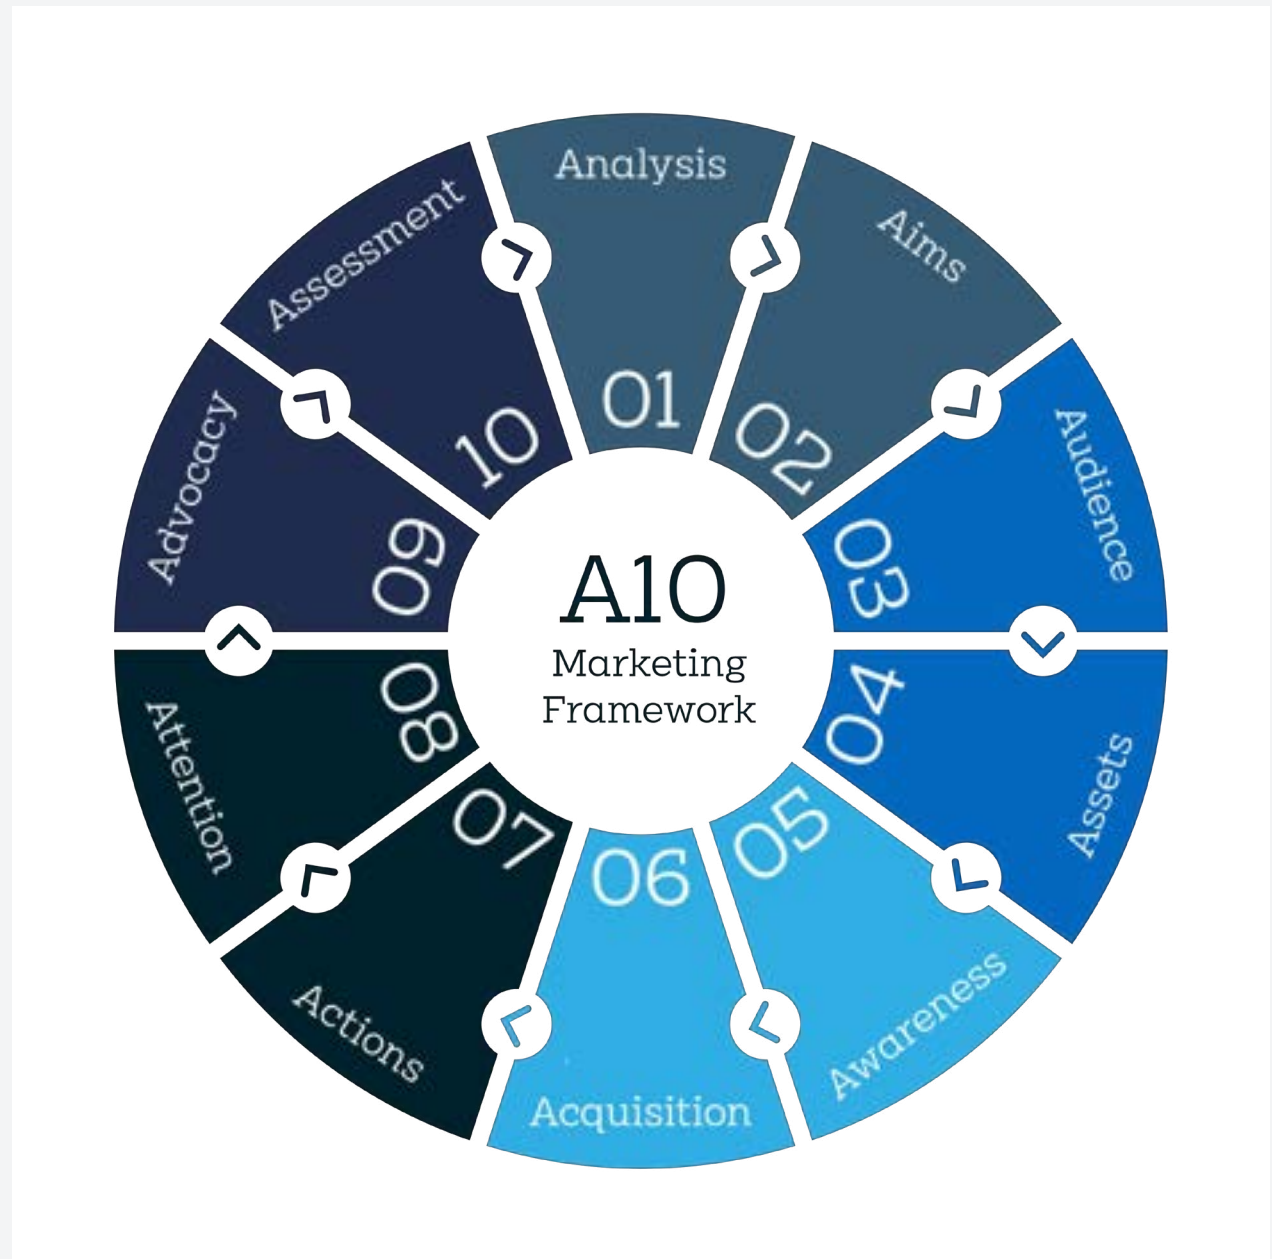 A10
Marketing
Framework
01
Analysis
02
Aims
03
Audience
04
Assets
05
Awareness
06
Acquisition
07
Actions
08
Attention
09
Advocacy
10
Assessment